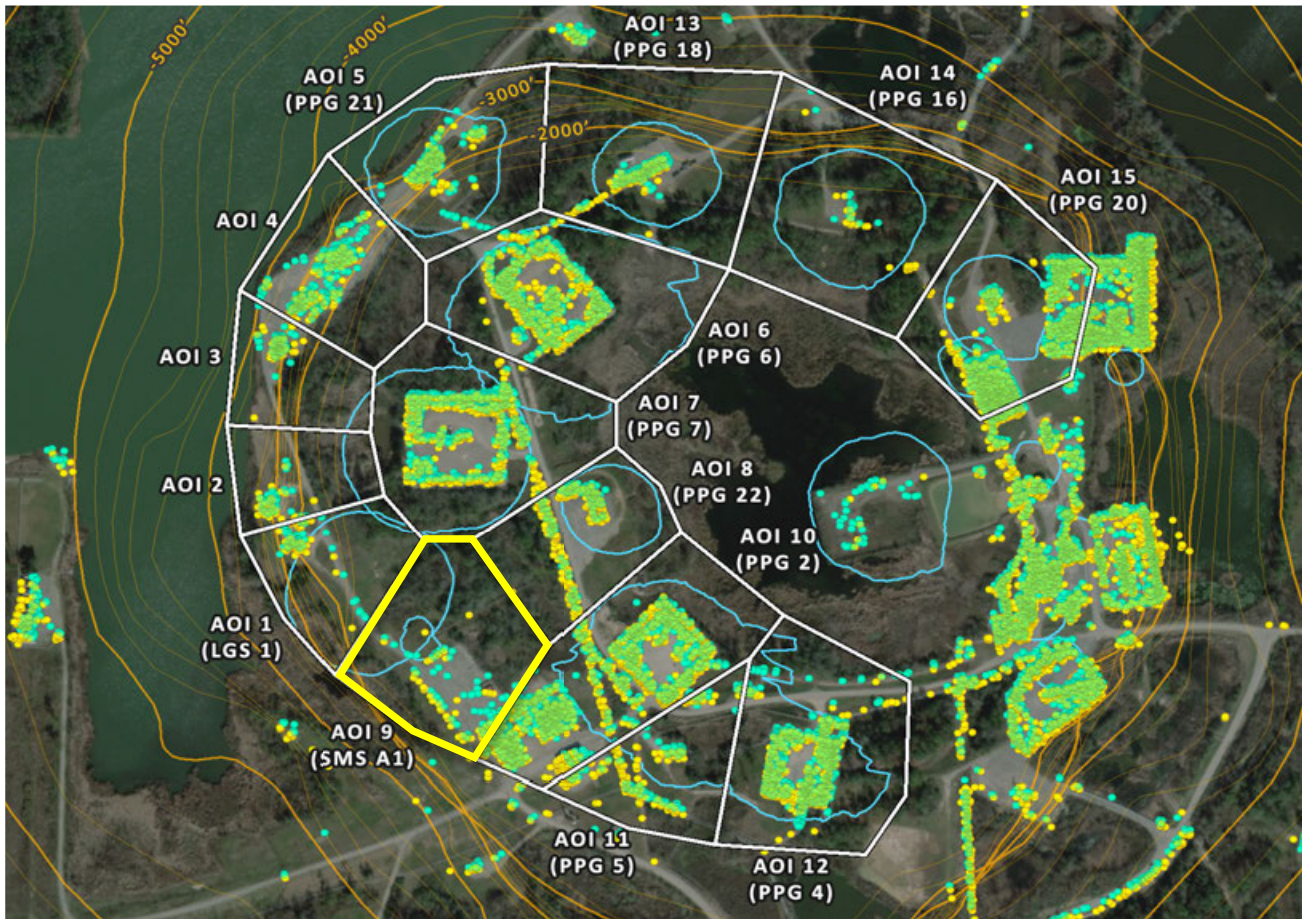 AOI 13
(PPG 18)
-5000'
-4000'
AOI 5
(PPG 21)
AOI 14
(PPG 16)
-3000'
-2000'
AOI 15
(PPG 20)
AOI 4
AOI 3
AOI 6
(PPG 6)
AOI 7
(PPG 7)
AOI 8
(PPG 22)
AOI 2
AOI 10
(PPG 2)
AOI 1
(LGS 1)
AOI 9
(SMS A1)
AOI 11
(PPG 5)
AOI 12
(PPG 4)